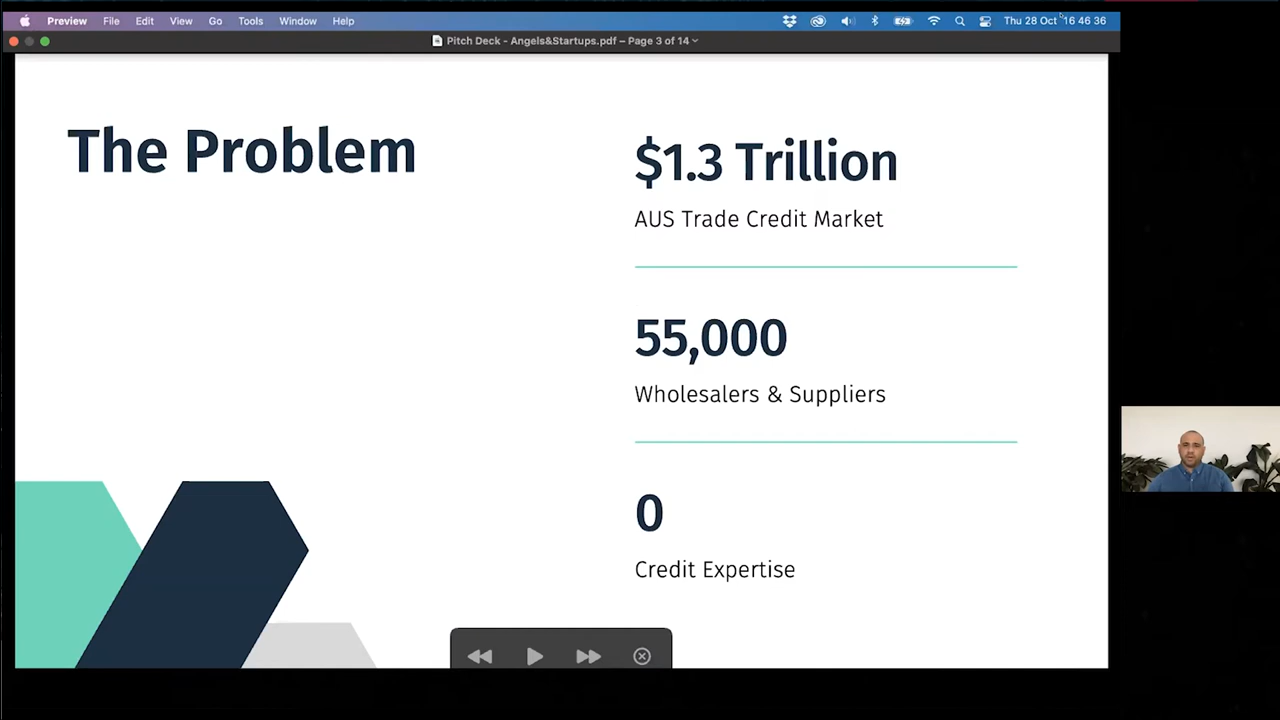 Preview File Edit View Go Tools Window Help Thu 28 Oct 16 46 36
Pitch Deck - Angels&Startups.pdf – Page 3 of 14
The Problem
$1.3 Trillion
AUS Trade Credit Market
55,000
Wholesalers & Suppliers
0
Credit Expertise